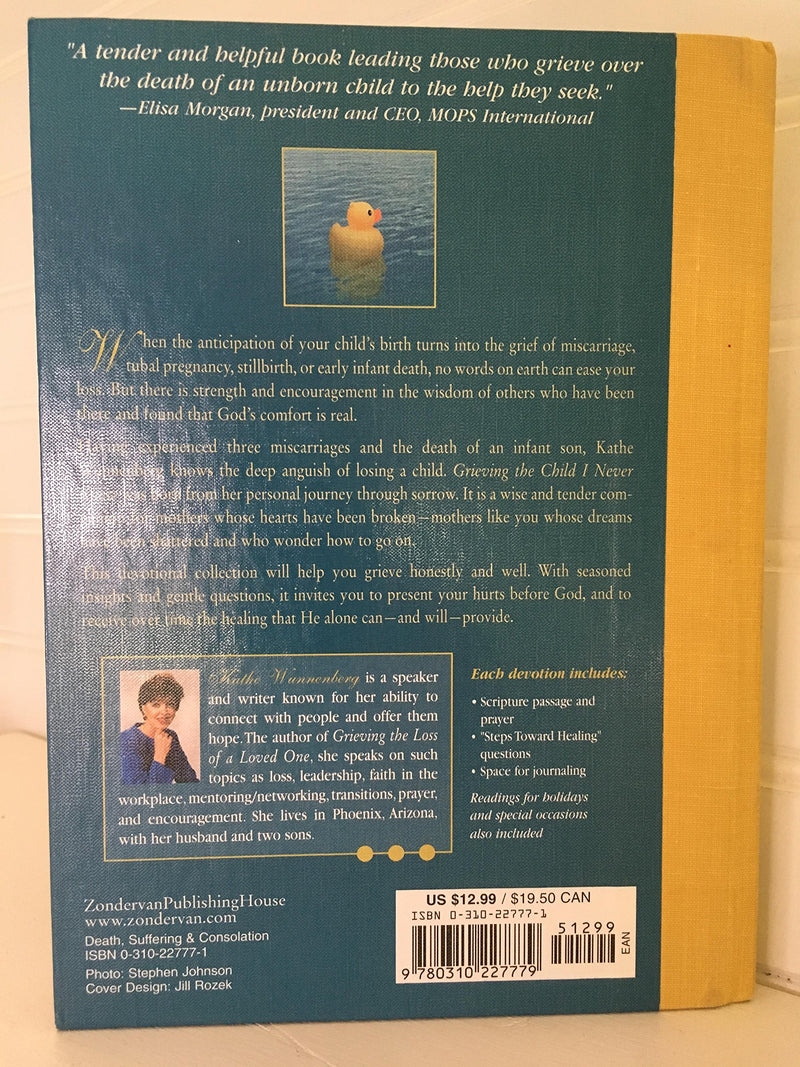 "A tender and helpful book leading those who grieve over
the death of an unborn child to the help they seek."
—Elisa Morgan, president and CEO, MOPS International
When the anticipation of your child's birth turns into the grief of miscarriage,
tubal pregnancy, stillbirth, or early infant death, no words on earth can ease your
loss. But there is strength and encouragement in the wisdom of others who have been
there and found that God's comfort is real.
Having experienced three miscarriages and the death of an infant son, Kathe
Wunnenberg knows the deep anguish of losing a child. Grieving the Child I Never
born from her personal journey through sorrow. It is a wise and tender com-
mothers whose hearts have been broken—mothers like you whose dreams
have been shattered and who wonder how to go on.
This devotional collection will help you grieve honestly and well. With seasoned
insights and gentle questions, it invites you to present your hurts before God, and to
receive over time the healing that He alone can—and will—provide.
Kathe Wunnenberg is a speaker
and writer known for her ability to
connect with people and offer them
hope. The author of Grieving the Loss
of a Loved One, she speaks on such
topics as loss, leadership, faith in the
workplace, mentoring/networking, transitions, prayer,
and encouragement. She lives in Phoenix, Arizona,
with her husband and two sons.
Each devotion includes:
• Scripture passage and
prayer
• "Steps Toward Healing"
questions
• Space for journaling
Readings for holidays
and special occasions
also included
ZondervanPublishingHouse
www.zondervan.com
Death, Suffering & Consolation
ISBN 0-310-22777-1
Photo: Stephen Johnson
Cover Design: Jill Rozek
US $12.99 / $19.50 CAN
ISBN 0-310-22777-1
51299
9 780310 227779
EAN